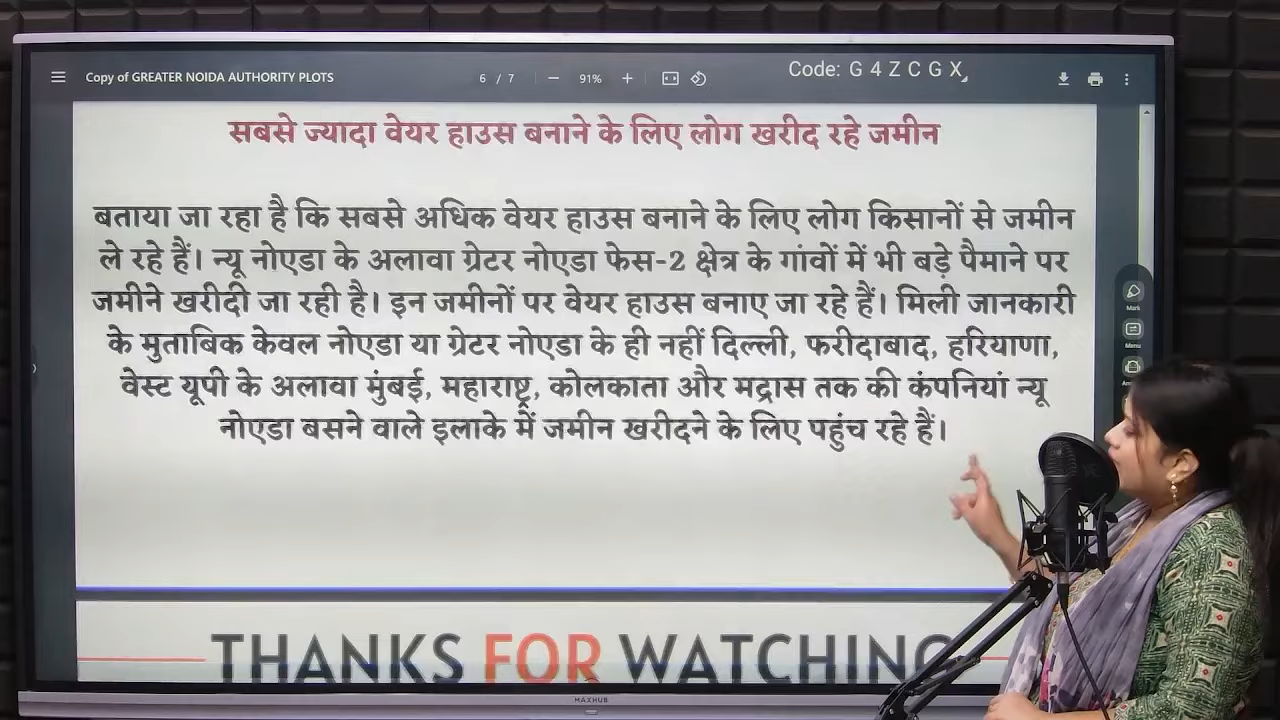 Copy of GREATER NOIDA AUTHORITY PLOTS
6 / 7
91%
Code: G 4 Z C G X
सबसे ज्यादा वेयर हाउस बनाने के लिए लोग खरीद रहे जमीन
बताया जा रहा है कि सबसे अधिक वेयर हाउस बनाने के लिए लोग किसानों से जमीन
ले रहे हैं। न्यू नोएडा के अलावा ग्रेटर नोएडा फेस-2 क्षेत्र के गांवों में भी बड़े पैमाने पर
जमीने खरीदी जा रही है। इन जमीनों पर वेयर हाउस बनाए जा रहे हैं। मिली जानकारी
के मुताबिक केवल नोएडा या ग्रेटर नोएडा के ही नहीं दिल्ली, फरीदाबाद, हरियाणा,
वेस्ट यूपी के अलावा मुंबई, महाराष्ट्र, कोलकाता और मद्रास तक की कंपनियां न्यू
नोएडा बसने वाले इलाके में जमीन खरीदने के लिए पहुंच रहे हैं।
Mark
Menu
THANKS FOR WATCHING
MAXHUB